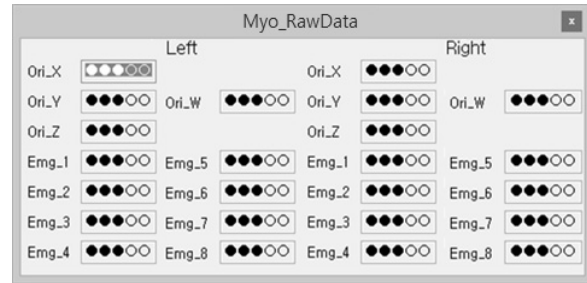 Myo_RawData x
Left Right
Ori_X ●●●○○ Ori_X ●●●○○
Ori_Y ●●●○○ Ori_W ●●●○○ Ori_Y ●●●○○ Ori_W ●●●○○
Ori_Z ●●●○○ Ori_Z ●●●○○
Emg_1 ●●●○○ Emg_5 ●●●○○ Emg_1 ●●●○○ Emg_5 ●●●○○
Emg_2 ●●●○○ Emg_6 ●●●○○ Emg_2 ●●●○○ Emg_6 ●●●○○
Emg_3 ●●●○○ Emg_7 ●●●○○ Emg_3 ●●●○○ Emg_7 ●●●○○
Emg_4 ●●●○○ Emg_8 ●●●○○ Emg_4 ●●●○○ Emg_8 ●●●○○